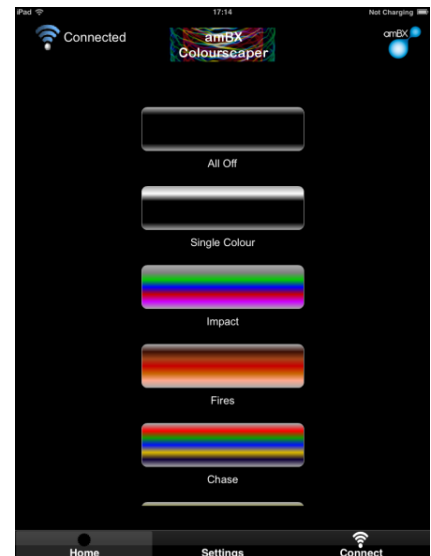 iPad 17:14 Not Charging
Connected
amBX
Colourscaper
amBX
All Off
Single Colour
Impact
Fires
Chase
Home Settings Connect